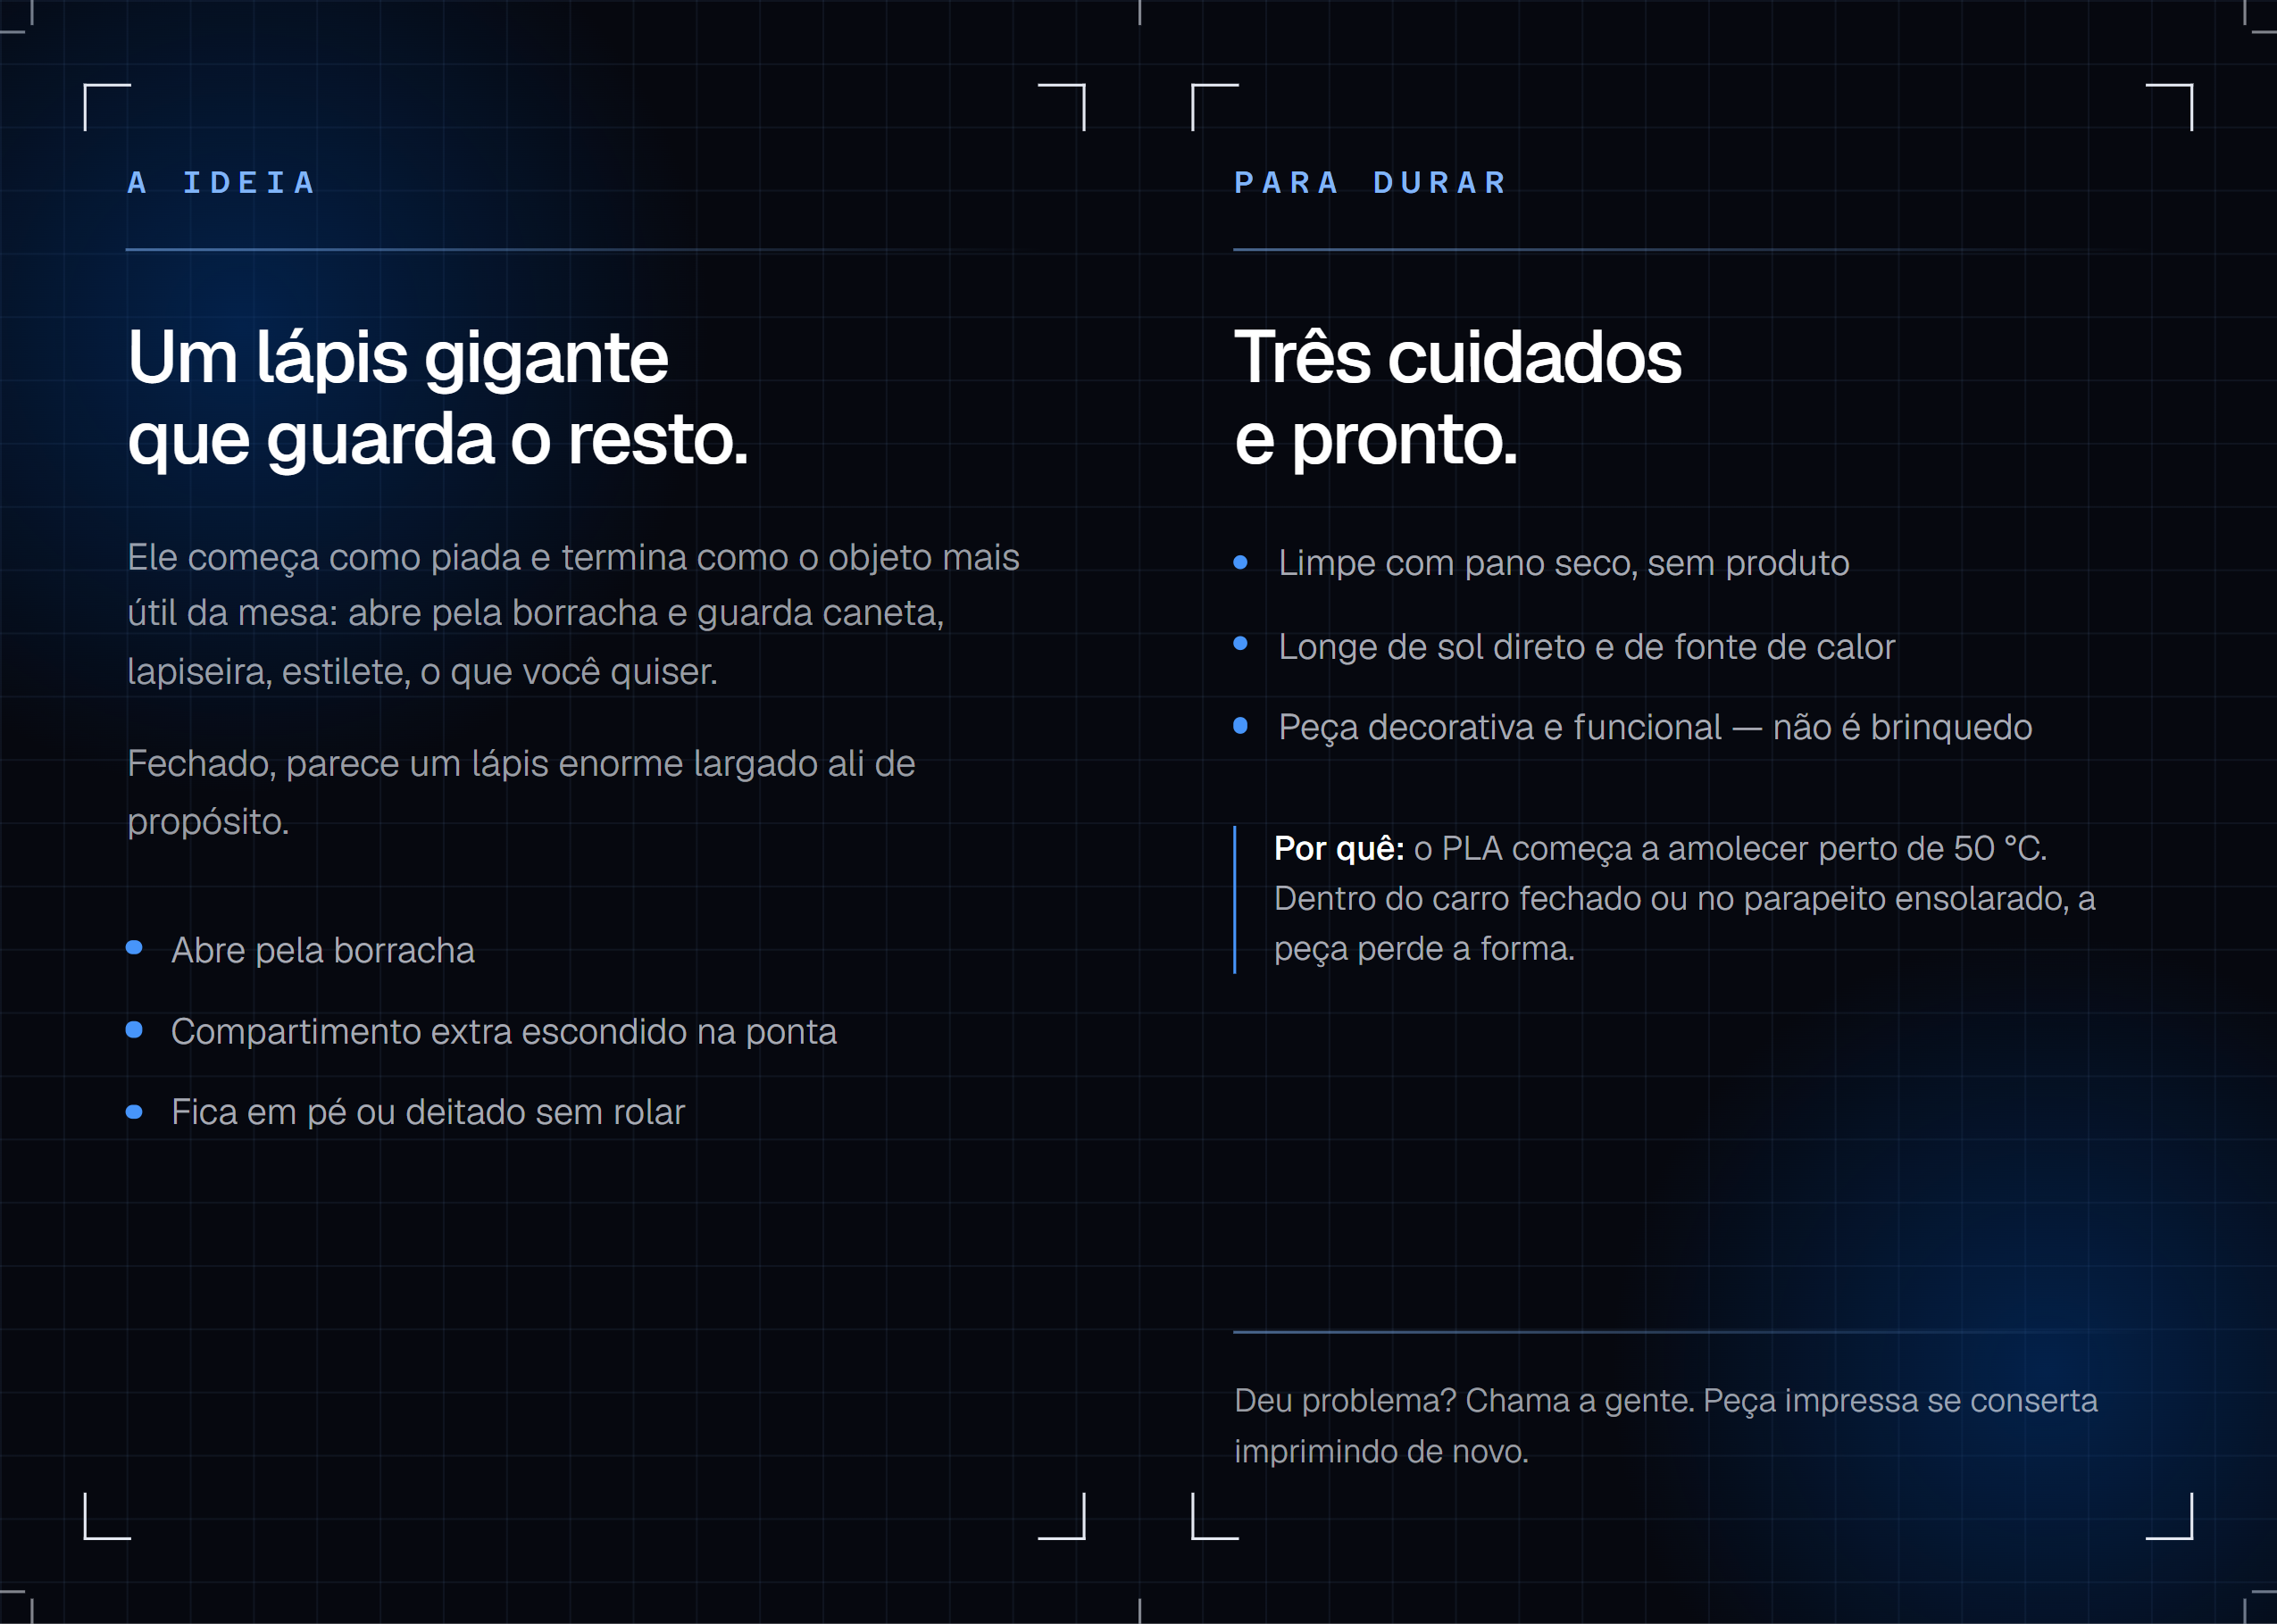 A IDEIA
Um lápis gigante
que guarda o resto.
Ele começa como piada e termina como o objeto mais
útil da mesa: abre pela borracha e guarda caneta,
lapiseira, estilete, o que você quiser.
Fechado, parece um lápis enorme largado ali de
propósito.
Abre pela borracha
Compartimento extra escondido na ponta
Fica em pé ou deitado sem rolar
PARA DURAR
Três cuidados
e pronto.
Limpe com pano seco, sem produto
Longe de sol direto e de fonte de calor
Peça decorativa e funcional — não é brinquedo
Por quê: o PLA começa a amolecer perto de 50 °C.
Dentro do carro fechado ou no parapeito ensolarado, a
peça perde a forma.
Deu problema? Chama a gente. Peça impressa se conserta
imprimindo de novo.